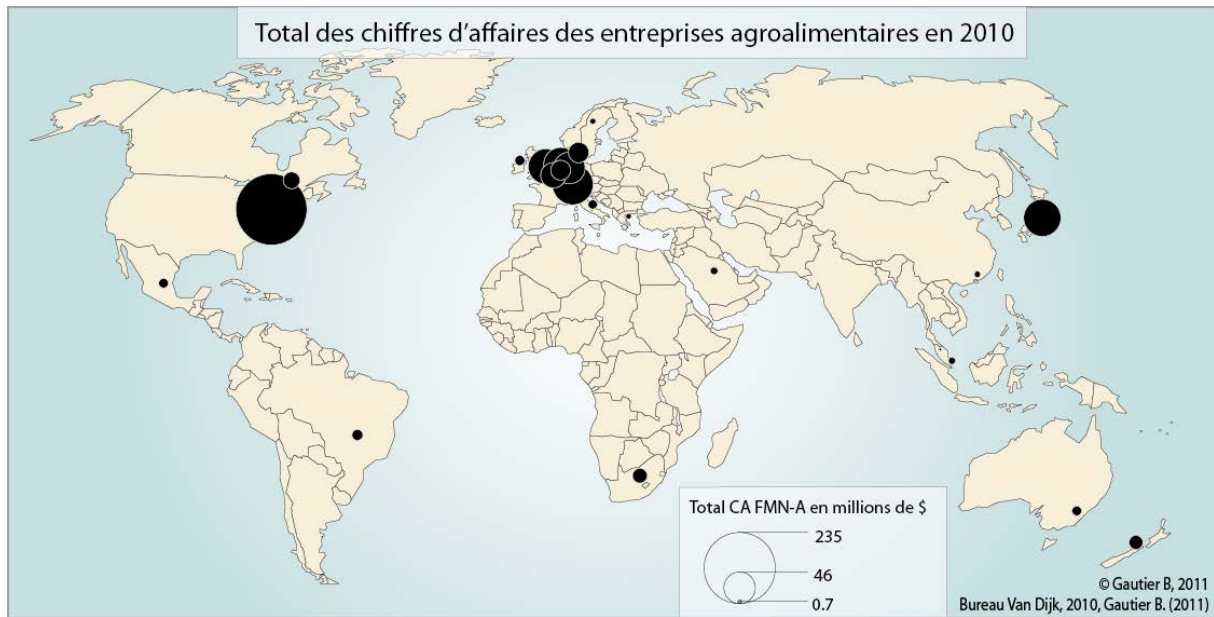 Total des chiffres d'affaires des entreprises agroalimentaires en 2010
Total CA FMN-A en millions de $
235
46
0.7
© Gautier B, 2011
Bureau Van Dijk, 2010, Gautier B. (2011)